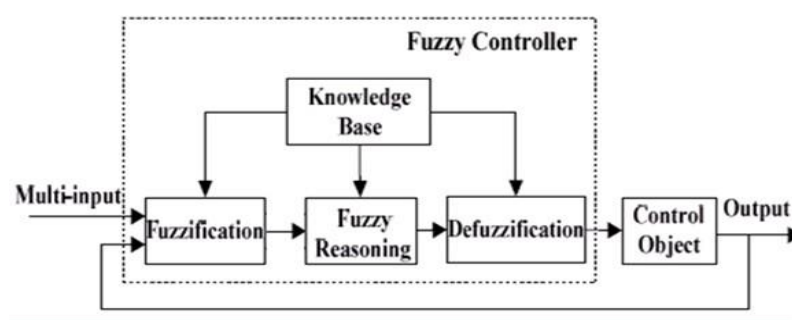 Fuzzy Controller
Knowledge
Base
Multi-input
Fuzzification
Fuzzy
Reasoning
Defuzzification
Control
Object
Output